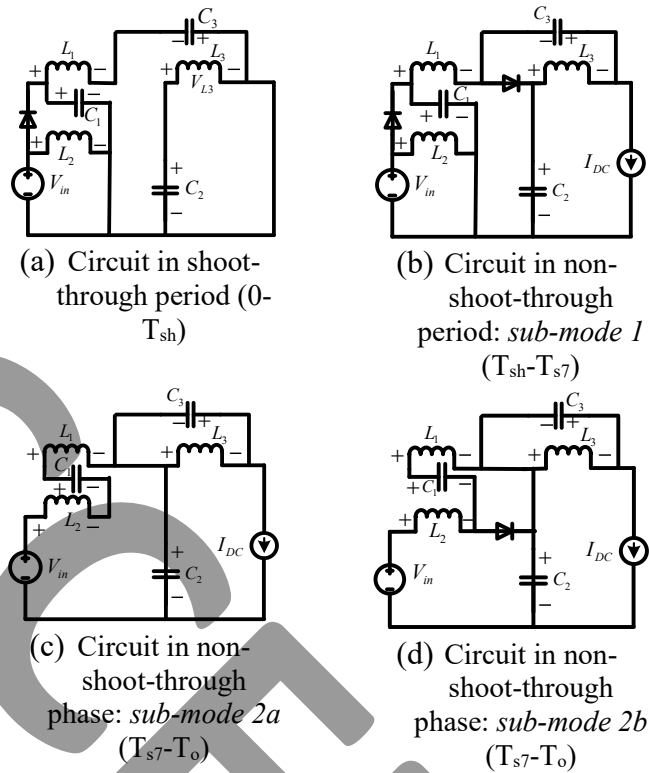 C3
L1
L3
+
−
−
+
+
−
VL3
+
−
C1
+
−
L2
+
Vin
C2
−
(a) Circuit in shoot-
through period (0-
Tsh)
C3
L1
−
+
L3
+
−
+
−
+
−
C1
+
−
L2
+
IDC
Vin
C2
−
(b) Circuit in non-
shoot-through
period: sub-mode 1
(Tsh-Ts7)
C3
L1
−
+
L3
+
−
+
−
C1
+
−
L2
+
−
IDC
+
Vin
C2
−
(c) Circuit in non-
shoot-through
phase: sub-mode 2a
(Ts7-To)
C3
L1
−
+
L3
+
−
+
−
+
C1
−
L2
+
−
IDC
+
Vin
C2
−
(d) Circuit in non-
shoot-through
phase: sub-mode 2b
(Ts7-To)